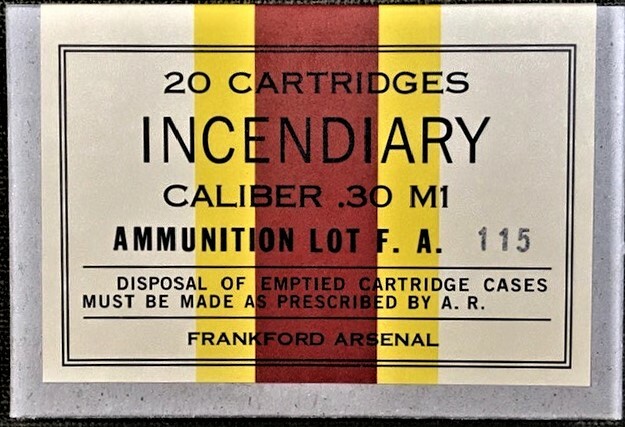 20 CARTRIDGES
INCENDIARY
CALIBER .30 M1
AMMUNITION LOT F. A. 115
DISPOSAL OF EMPTIED CARTRIDGE CASES
MUST BE MADE AS PRESCRIBED BY A. R.
FRANKFORD ARSENAL